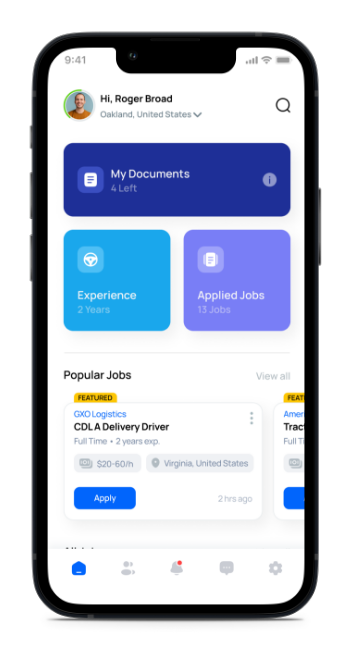 9:41
Hi, Roger Broad
Oakland, United States
My Documents
4 Left
Experience
2 Years
Applied Jobs
13 Jobs
Popular Jobs
View all
FEATURED
GXO Logistics
CDL A Delivery Driver
Full Time • 2 years exp.
$20-60/h
Virginia, United States
Apply
2 hrs ago
FEAT
Ameri
Tract
Full Ti